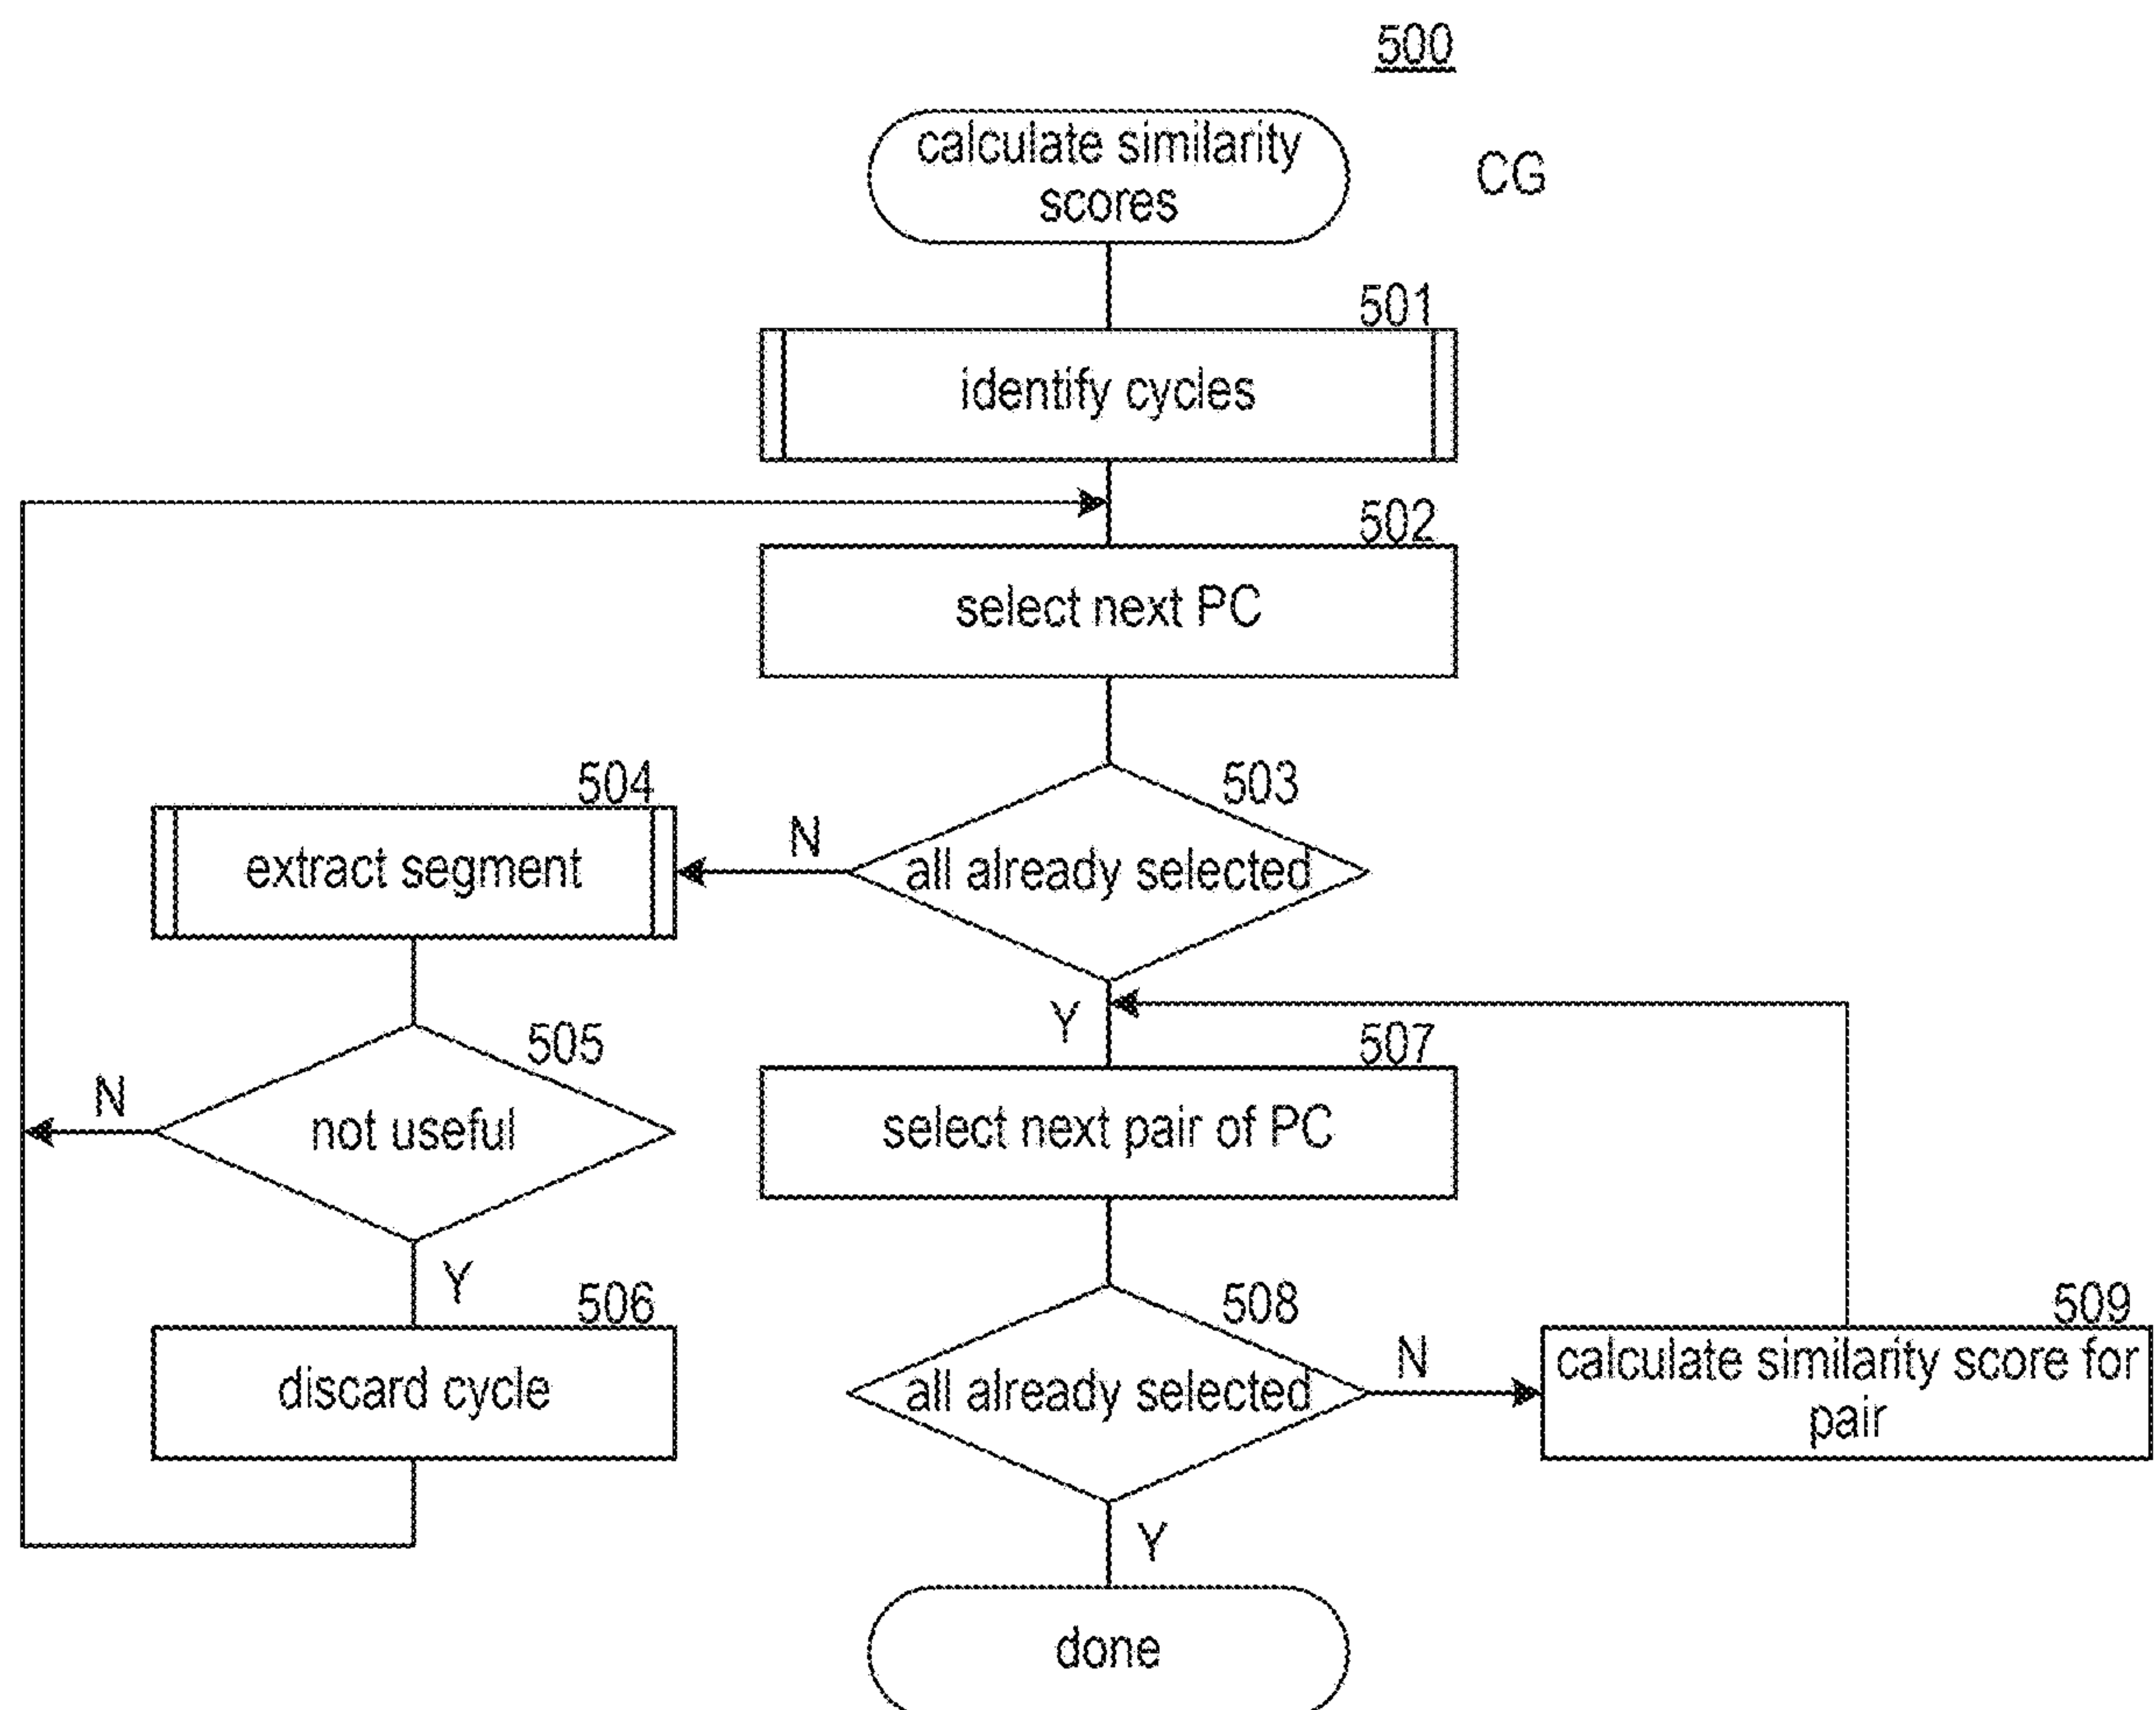 500
calculate similarity
scores
CG
501
identify cycles
502
select next PC
503
all already selected
504
extract segment
N
Y
505
not useful
N
Y
506
discard cycle
507
select next pair of PC
508
all already selected
N
Y
509
calculate similarity score for
pair
done